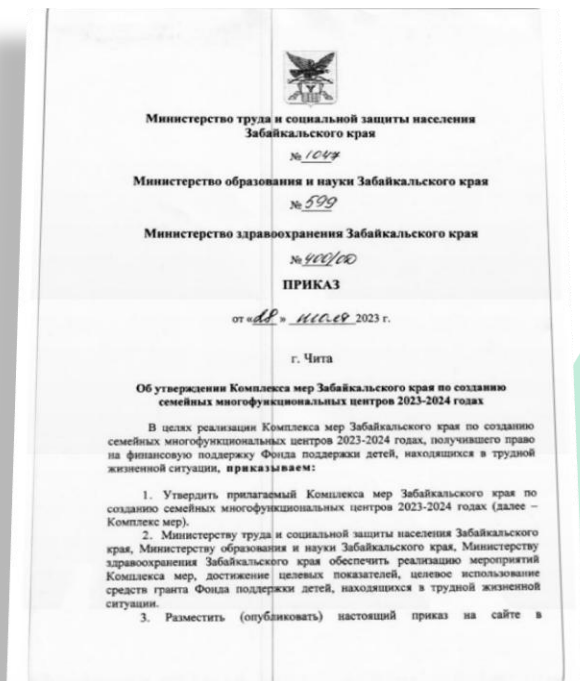 Министерство труда и социальной защиты населения
Забайкальского края
№ 1047
Министерство образования и науки Забайкальского края
№ 599
Министерство здравоохранения Забайкальского края
№ 400/ОД
ПРИКАЗ
от «28» июля 2023 г.
г. Чита
Об утверждении Комплекса мер Забайкальского края по созданию
семейных многофункциональных центров 2023-2024 годах
В целях реализации Комплекса мер Забайкальского края по созданию
семейных многофункциональных центров 2023-2024 годах, получившего право
на финансовую поддержку Фонда поддержки детей, находящихся в трудной
жизненной ситуации, приказываем:
1. Утвердить прилагаемый Комплекса мер Забайкальского края по
созданию семейных многофункциональных центров 2023-2024 годах (далее –
Комплекс мер).
2. Министерству труда и социальной защиты населения Забайкальского
края, Министерству образования и науки Забайкальского края, Министерству
здравоохранения Забайкальского края обеспечить реализацию мероприятий
Комплекса мер, достижение целевых показателей, целевое использование
средств гранта Фонда поддержки детей, находящихся в трудной жизненной
ситуации.
3. Разместить (опубликовать) настоящий приказ на сайте в